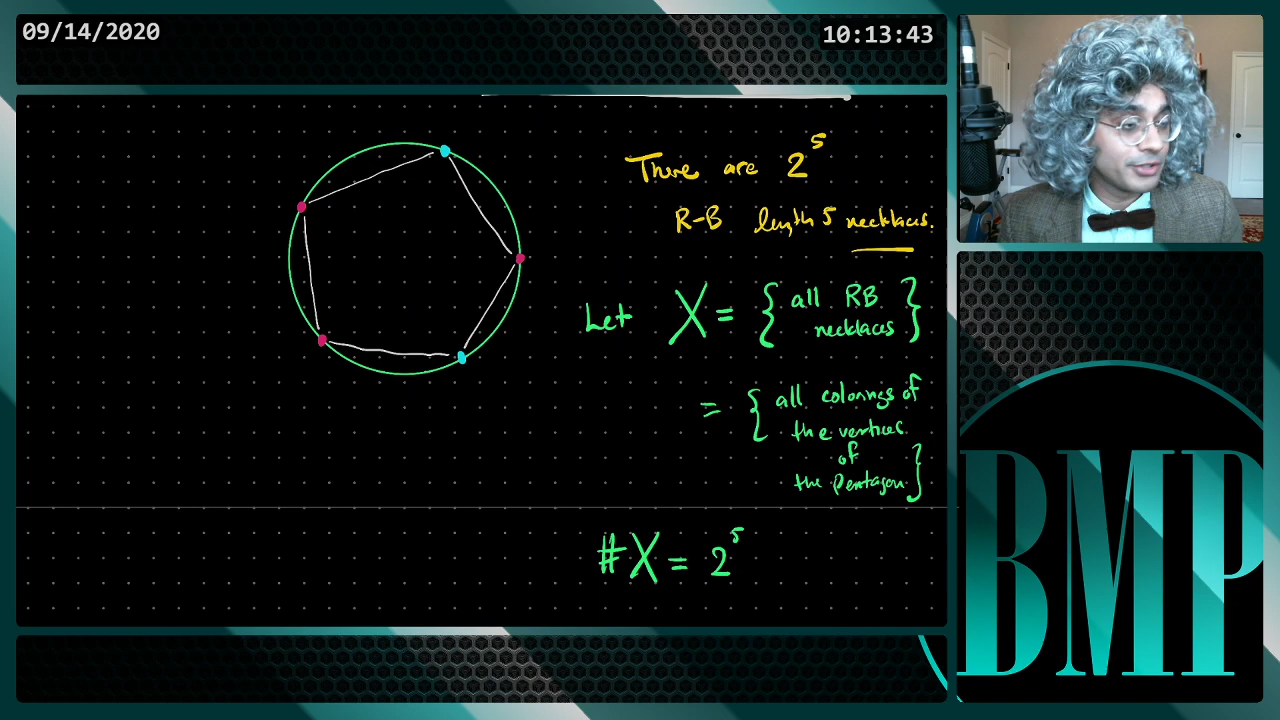 09/14/2020
10:13:43
There are 2^5
R-B length 5 necklaces.
Let X = { all RB
necklaces }
= { all colorings of
the vertices
of
the Pentagon }
#X = 2^5
BMP